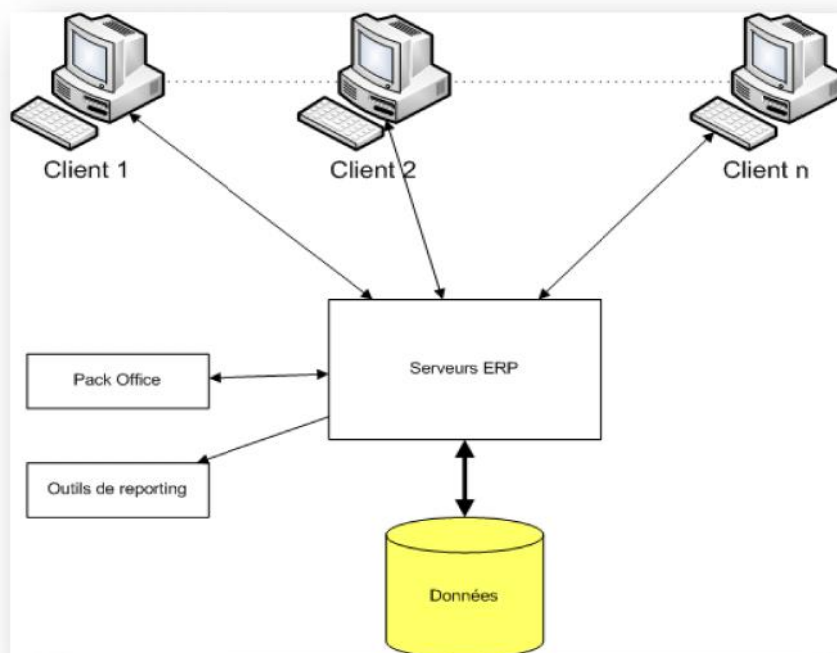 Client 1
Client 2
Client n
Serveurs ERP
Pack Office
Outils de reporting
Données